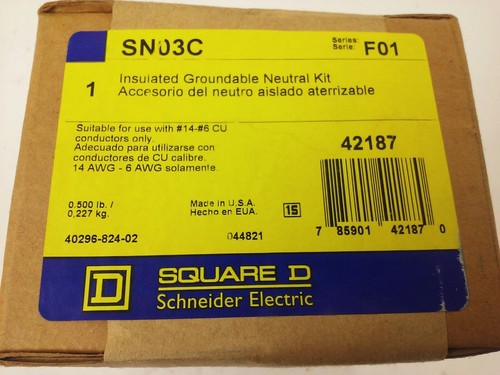 SN03C
Series:
Serie:
F01
1
Insulated Groundable Neutral Kit
Accesorio del neutro aislado aterrizable
Suitable for use with #14-#6 CU
conductors only.
Adecuado para utilizarse con
conductores de CU calibre.
14 AWG - 6 AWG solamente.
42187
0.500 lb. /
0,227 kg.
Made in U.S.A.
Hecho en EUA.
15
7 85901 42187 0
40296-824-02
044821
D
SQUARE D
Schneider Electric